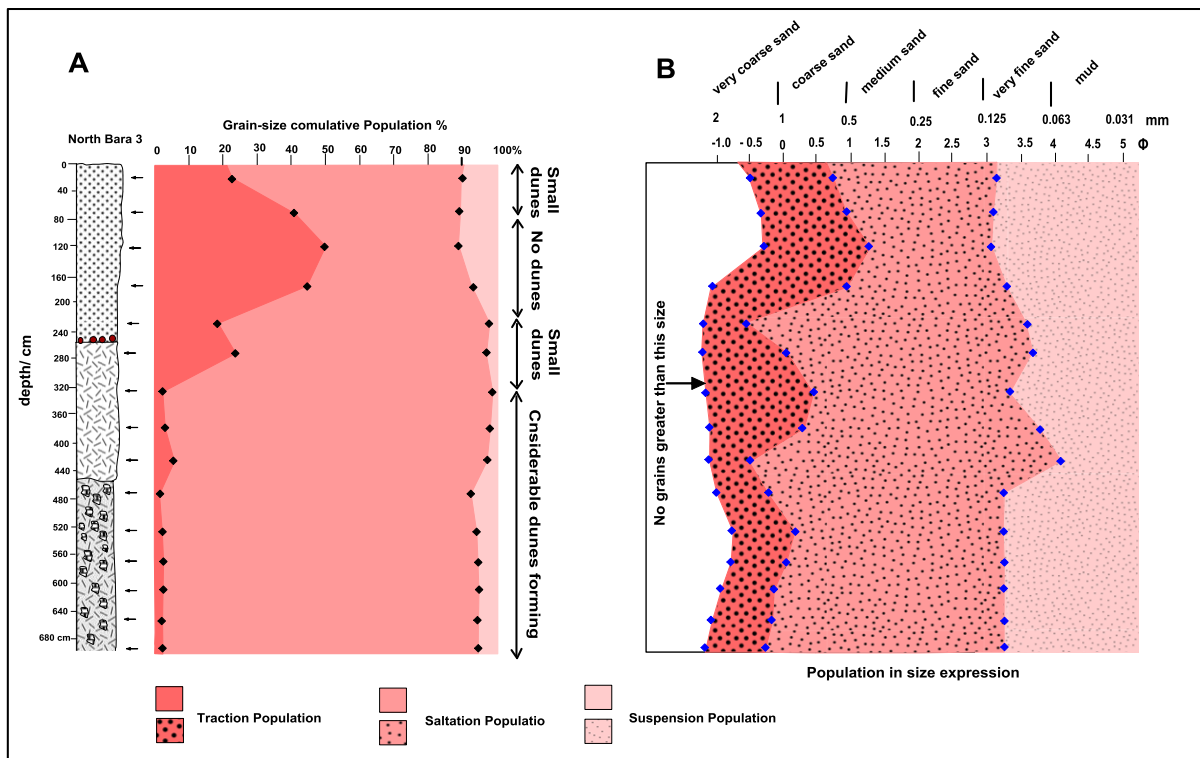 A
North Bara 3
Grain-size comulative Population %
0 10 20 30 40 50 60 70 80 90 100%
depth/ cm
0
40
80
120
160
200
240
280
320
360
400
440
480
520
560
600
640
680 cm
Small
dunes
No dunes
Small
dunes
Cnsiderable dunes forming
B
very coarse sand
coarse sand
medium sand
fine sand
very fine sand
mud
2 1 0.5 0.25 0.125 0.063 0.031 mm
-1.0 -0.5 0 0.5 1 1.5 2 2.5 3 3.5 4 4.5 5 Φ
No grains greater than this size
Population in size expression
Traction Population
Saltation Populatio
Suspension Population